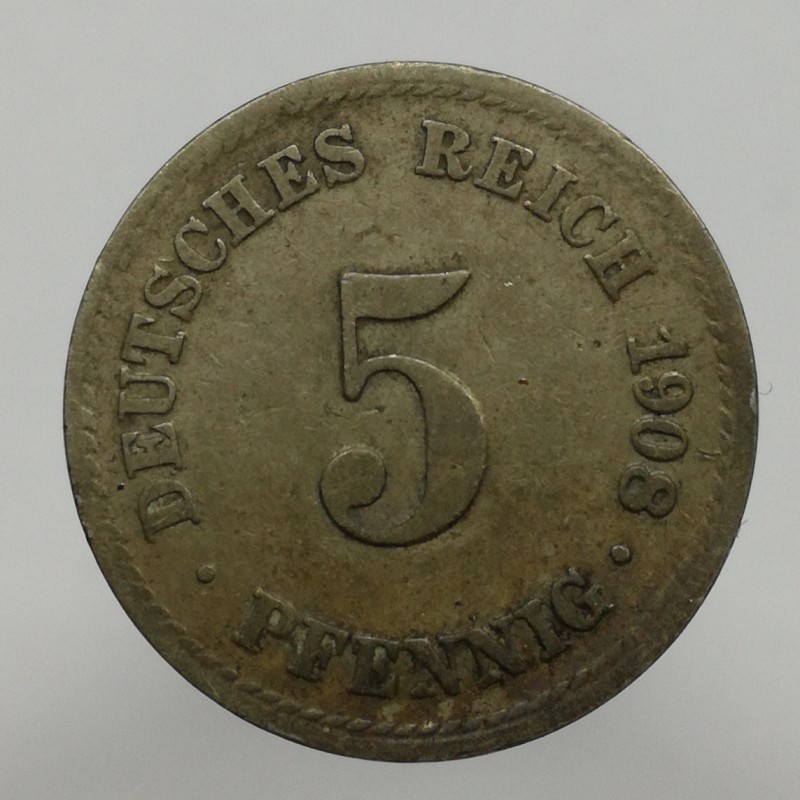 DEUTSCHES REICH 1908
5
· PFENNIG ·